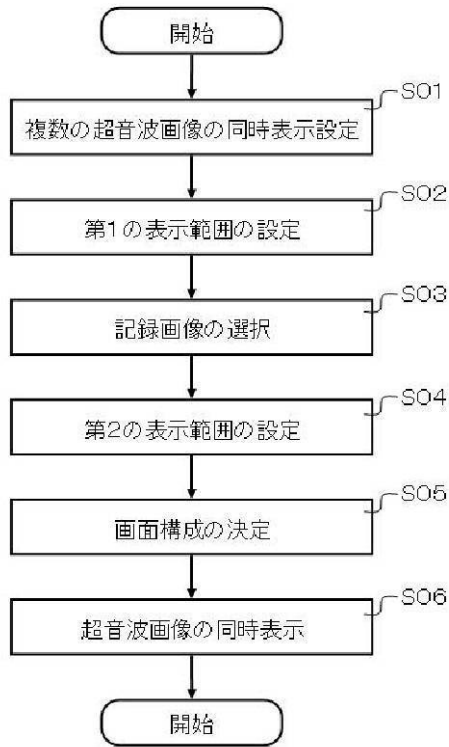 開始
S01
複数の超音波画像の同時表示設定
S02
第1の表示範囲の設定
S03
記録画像の選択
S04
第2の表示範囲の設定
S05
画面構成の決定
S06
超音波画像の同時表示
開始